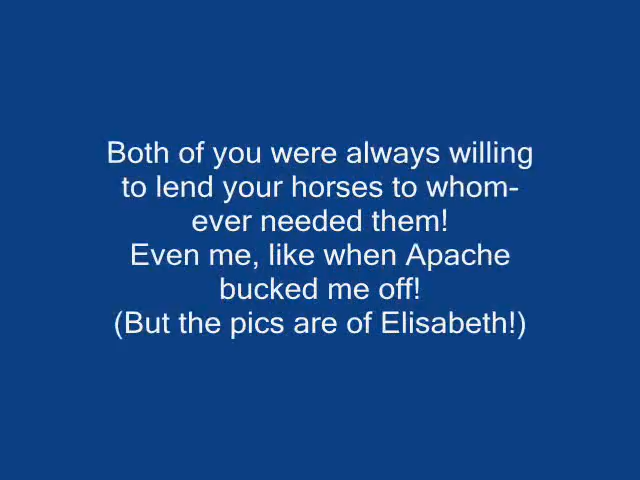 Both of you were always willing
to lend your horses to whom-
ever needed them!
Even me, like when Apache
bucked me off!
(But the pics are of Elisabeth!)